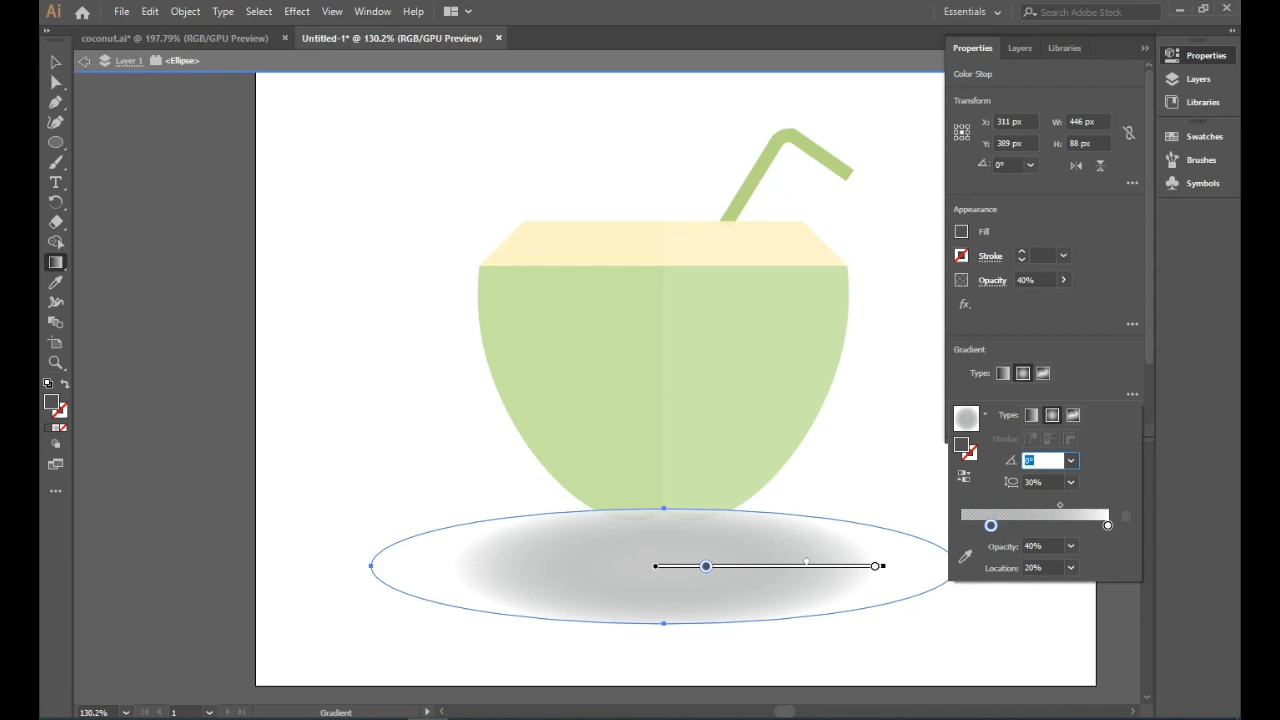 Ai File Edit Object Type Select Effect View Window Help Essentials Search Adobe Stock
coconut.ai* @ 197.79% (RGB/GPU Preview) × Untitled-1* @ 130.2% (RGB/GPU Preview) ×
Layer 1 <Ellipse>
Properties Layers Libraries
Color Stop
Transform
X: 311 px W: 446 px
Y: 389 px H: 88 px
0°
Appearance
Fill
Stroke
Opacity 40%
fx.
Gradient
Type:
Type:
Stroke:
0°
30%
Opacity: 40%
Location: 20%
Properties
Layers
Libraries
Swatches
Brushes
Symbols
130.2% 1 Gradient